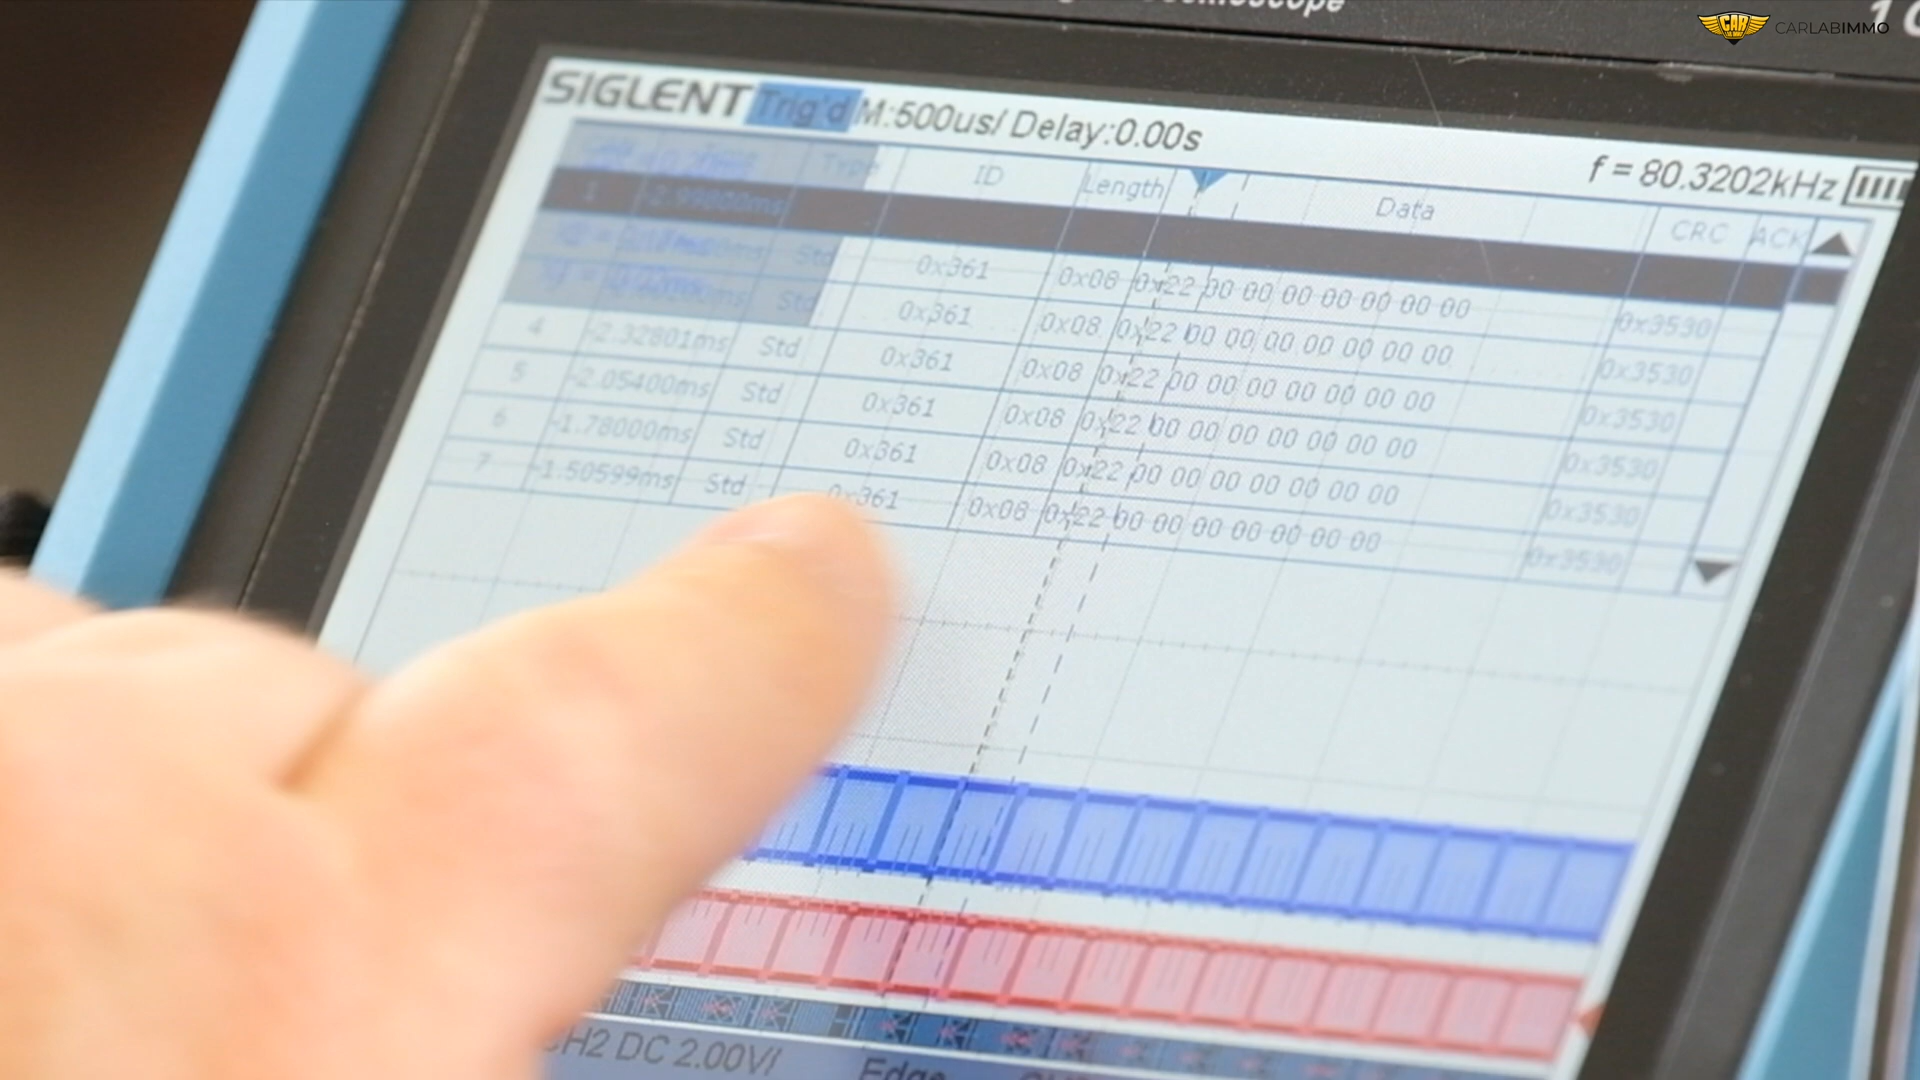 CAR
CARLABIMMO
SIGLENT Trig'd M:500us/ Delay:0.00s
f = 80.3202kHz
Type ID Length Data CRC ACK
1 -2.99800ms
Std 0x361 0x08 0x22 00 00 00 00 00 00 00 0x3530
Std 0x361 0x08 0x22 00 00 00 00 00 00 00 0x3530
4 -2.32801ms Std 0x361 0x08 0x22 00 00 00 00 00 00 00 0x3530
5 -2.05400ms Std 0x361 0x08 0x22 00 00 00 00 00 00 00 0x3530
6 -1.78000ms Std 0x361 0x08 0x22 00 00 00 00 00 00 00 0x3530
7 -1.50599ms Std 0x361 0x08 0x22 00 00 00 00 00 00 00 0x3530
CH2 DC 2.00V/
Edge